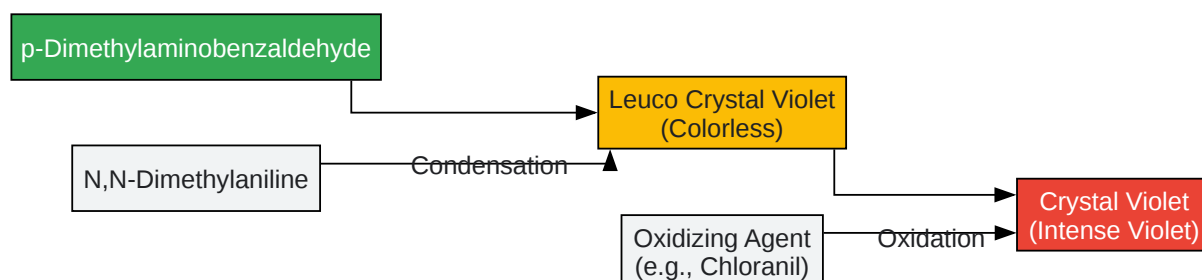 p-Dimethylaminobenzaldehyde
Leuco Crystal Violet
(Colorless)
N,N-Dimethylaniline
Condensation
Crystal Violet
(Intense Violet)
Oxidizing Agent
(e.g., Chloranil)
Oxidation